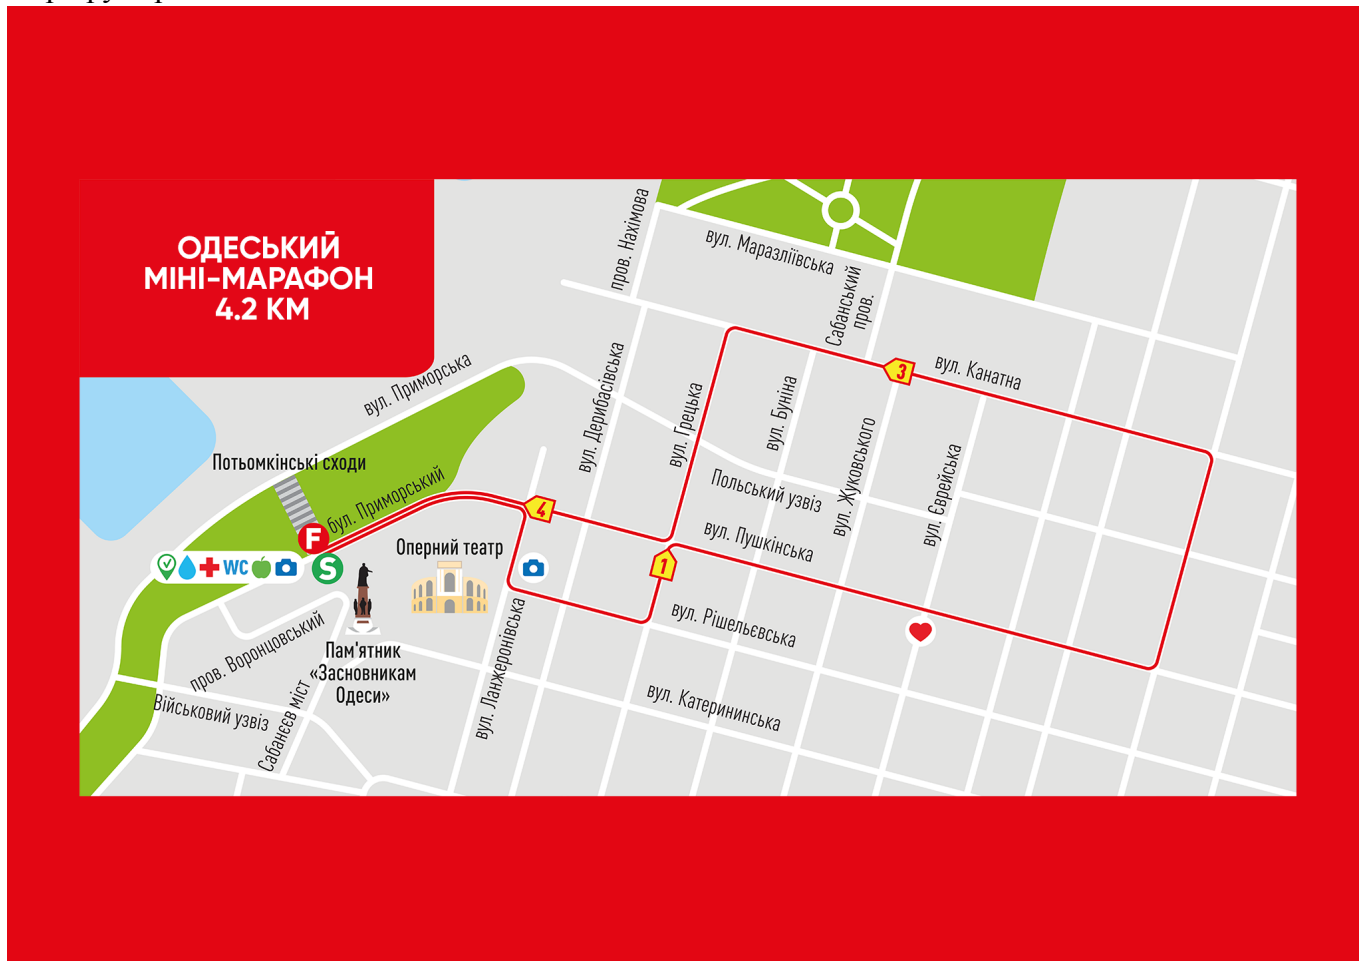 ОДЕСЬКИЙ
МІНІ-МАРАФОН
4.2 КМ
пров. Нахімова
вул. Маразліївська
Сабанський
пров.
вул. Приморська
вул. Дерибасівська
вул. Грецька
вул. Буніна
3
вул. Канатна
Потьомкінські сходи
бул. Приморський
вул. Жуковського
вул. Єврейська
Польський узвіз
4
F
вул. Пушкінська
Оперний театр
WC
S
1
вул. Рішельєвська
пров. Воронцовський
Пам'ятник
«Засновникам
Одеси»
вул. Ланжеронівська
вул. Катерининська
Військовий узвіз
Сабанєєв міст